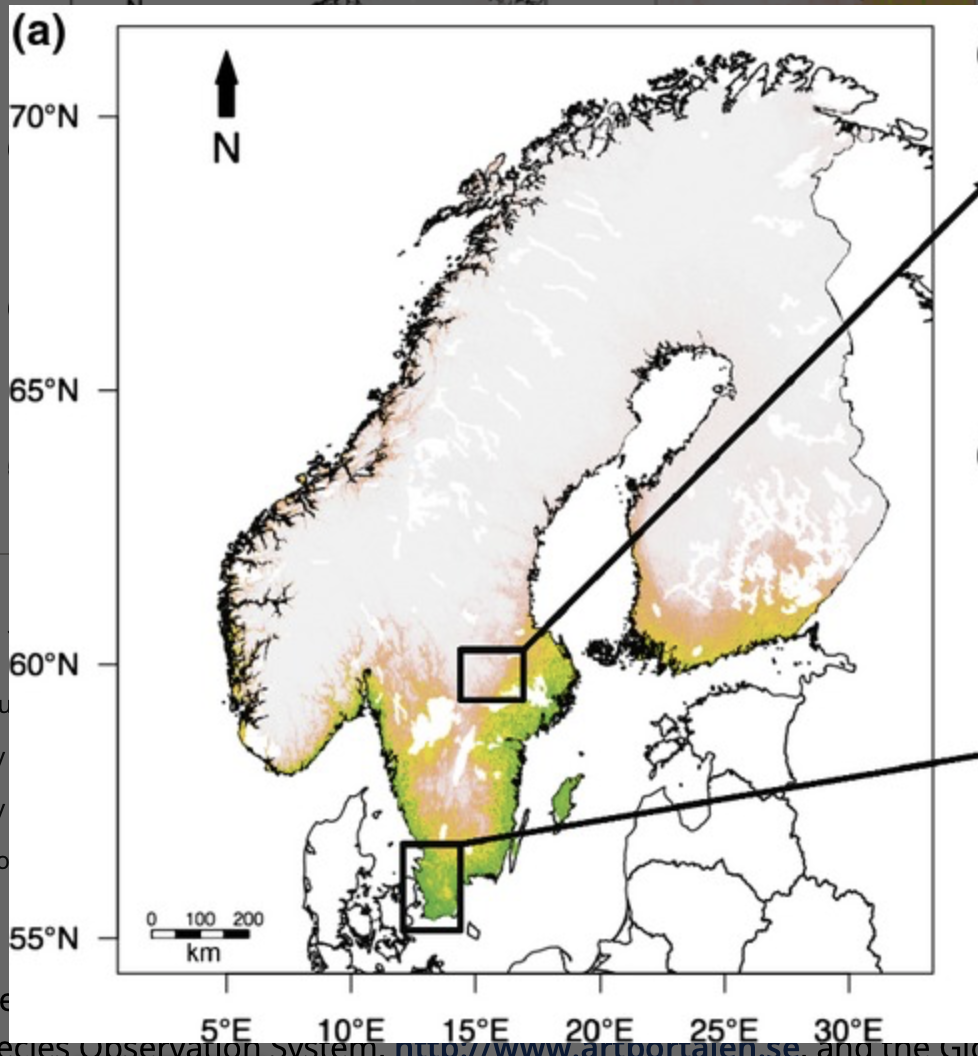 (a)
N
70°N
65°N
60°N
55°N
0 100 200
km
5°E 10°E 15°E 20°E 25°E 30°E
ecies Observation System, http://www.artportalen.se, and the Gl